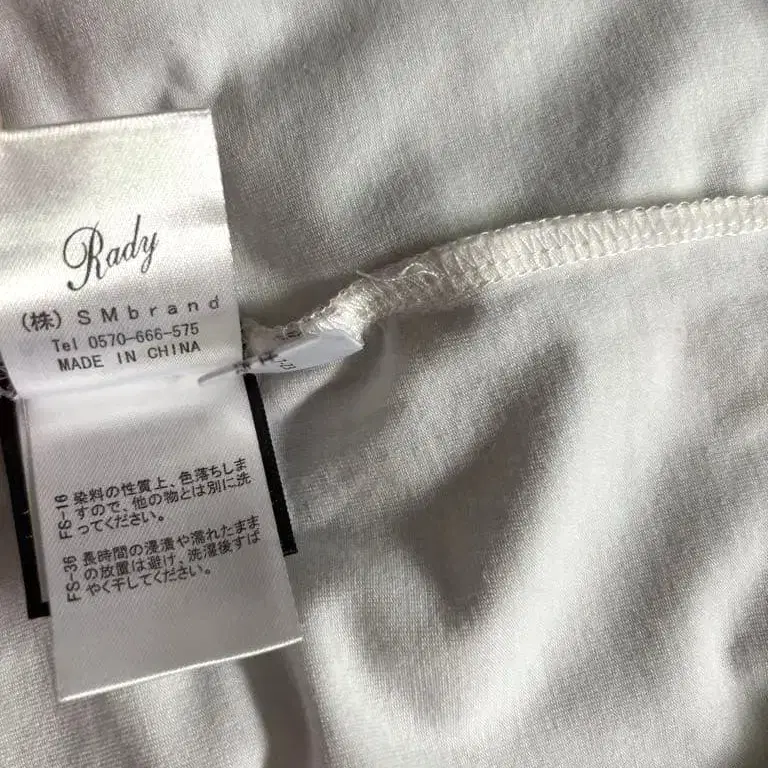 Rady
(株) SMbrand
Tel 0570-666-575
MADE IN CHINA
FS-16 染料の性質上、色落ちしま
すので、他の物とは別に洗
ってください。
FS-36 長時間の浸漬や濡れたまま
の放置は避け、洗濯後すば
やく干してください。